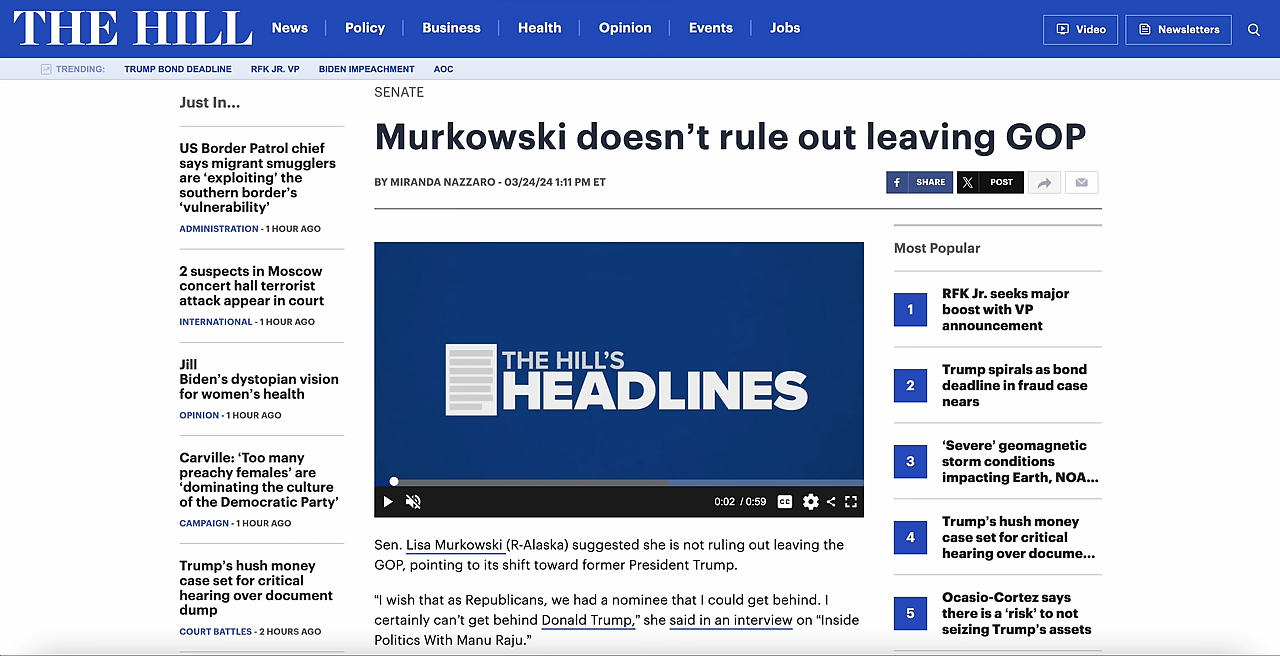 THE HILL
News
Policy
Business
Health
Opinion
Events
Jobs
Video
Newsletters
TRENDING:
TRUMP BOND DEADLINE
RFK JR. VP
BIDEN IMPEACHMENT
AOC
Just In...
US Border Patrol chief
says migrant smugglers
are ‘exploiting’ the
southern border’s
‘vulnerability’
ADMINISTRATION - 1 HOUR AGO
2 suspects in Moscow
concert hall terrorist
attack appear in court
INTERNATIONAL - 1 HOUR AGO
Jill
Biden’s dystopian vision
for women’s health
OPINION - 1 HOUR AGO
Carville: ‘Too many
preachy females’ are
‘dominating the culture
of the Democratic Party’
CAMPAIGN - 1 HOUR AGO
Trump’s hush money
case set for critical
hearing over document
dump
COURT BATTLES - 2 HOURS AGO
SENATE
Murkowski doesn’t rule out leaving GOP
BY MIRANDA NAZZARO - 03/24/24 1:11 PM ET
SHARE
POST
THE HILL’S
HEADLINES
0:02 / 0:59
CC
Sen. Lisa Murkowski (R-Alaska) suggested she is not ruling out leaving the
GOP, pointing to its shift toward former President Trump.
“I wish that as Republicans, we had a nominee that I could get behind. I
certainly can’t get behind Donald Trump,” she said in an interview on “Inside
Politics With Manu Raju.”
Most Popular
1
RFK Jr. seeks major
boost with VP
announcement
2
Trump spirals as bond
deadline in fraud case
nears
3
‘Severe’ geomagnetic
storm conditions
impacting Earth, NOA...
4
Trump’s hush money
case set for critical
hearing over docume...
5
Ocasio-Cortez says
there is a ‘risk’ to not
seizing Trump’s assets